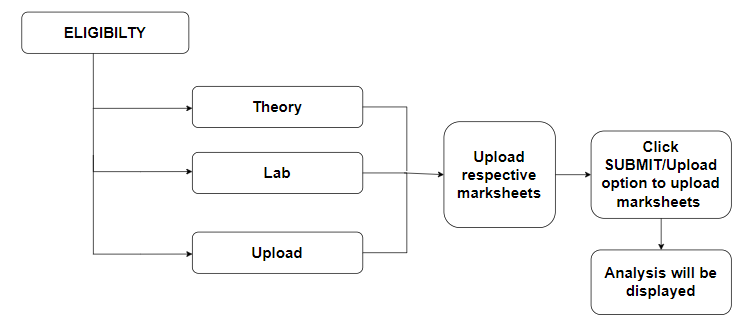 ELIGIBILTY
Theory
Lab
Upload
Upload
respective
marksheets
Click
SUBMIT/Upload
option to upload
marksheets
Analysis will be
displayed